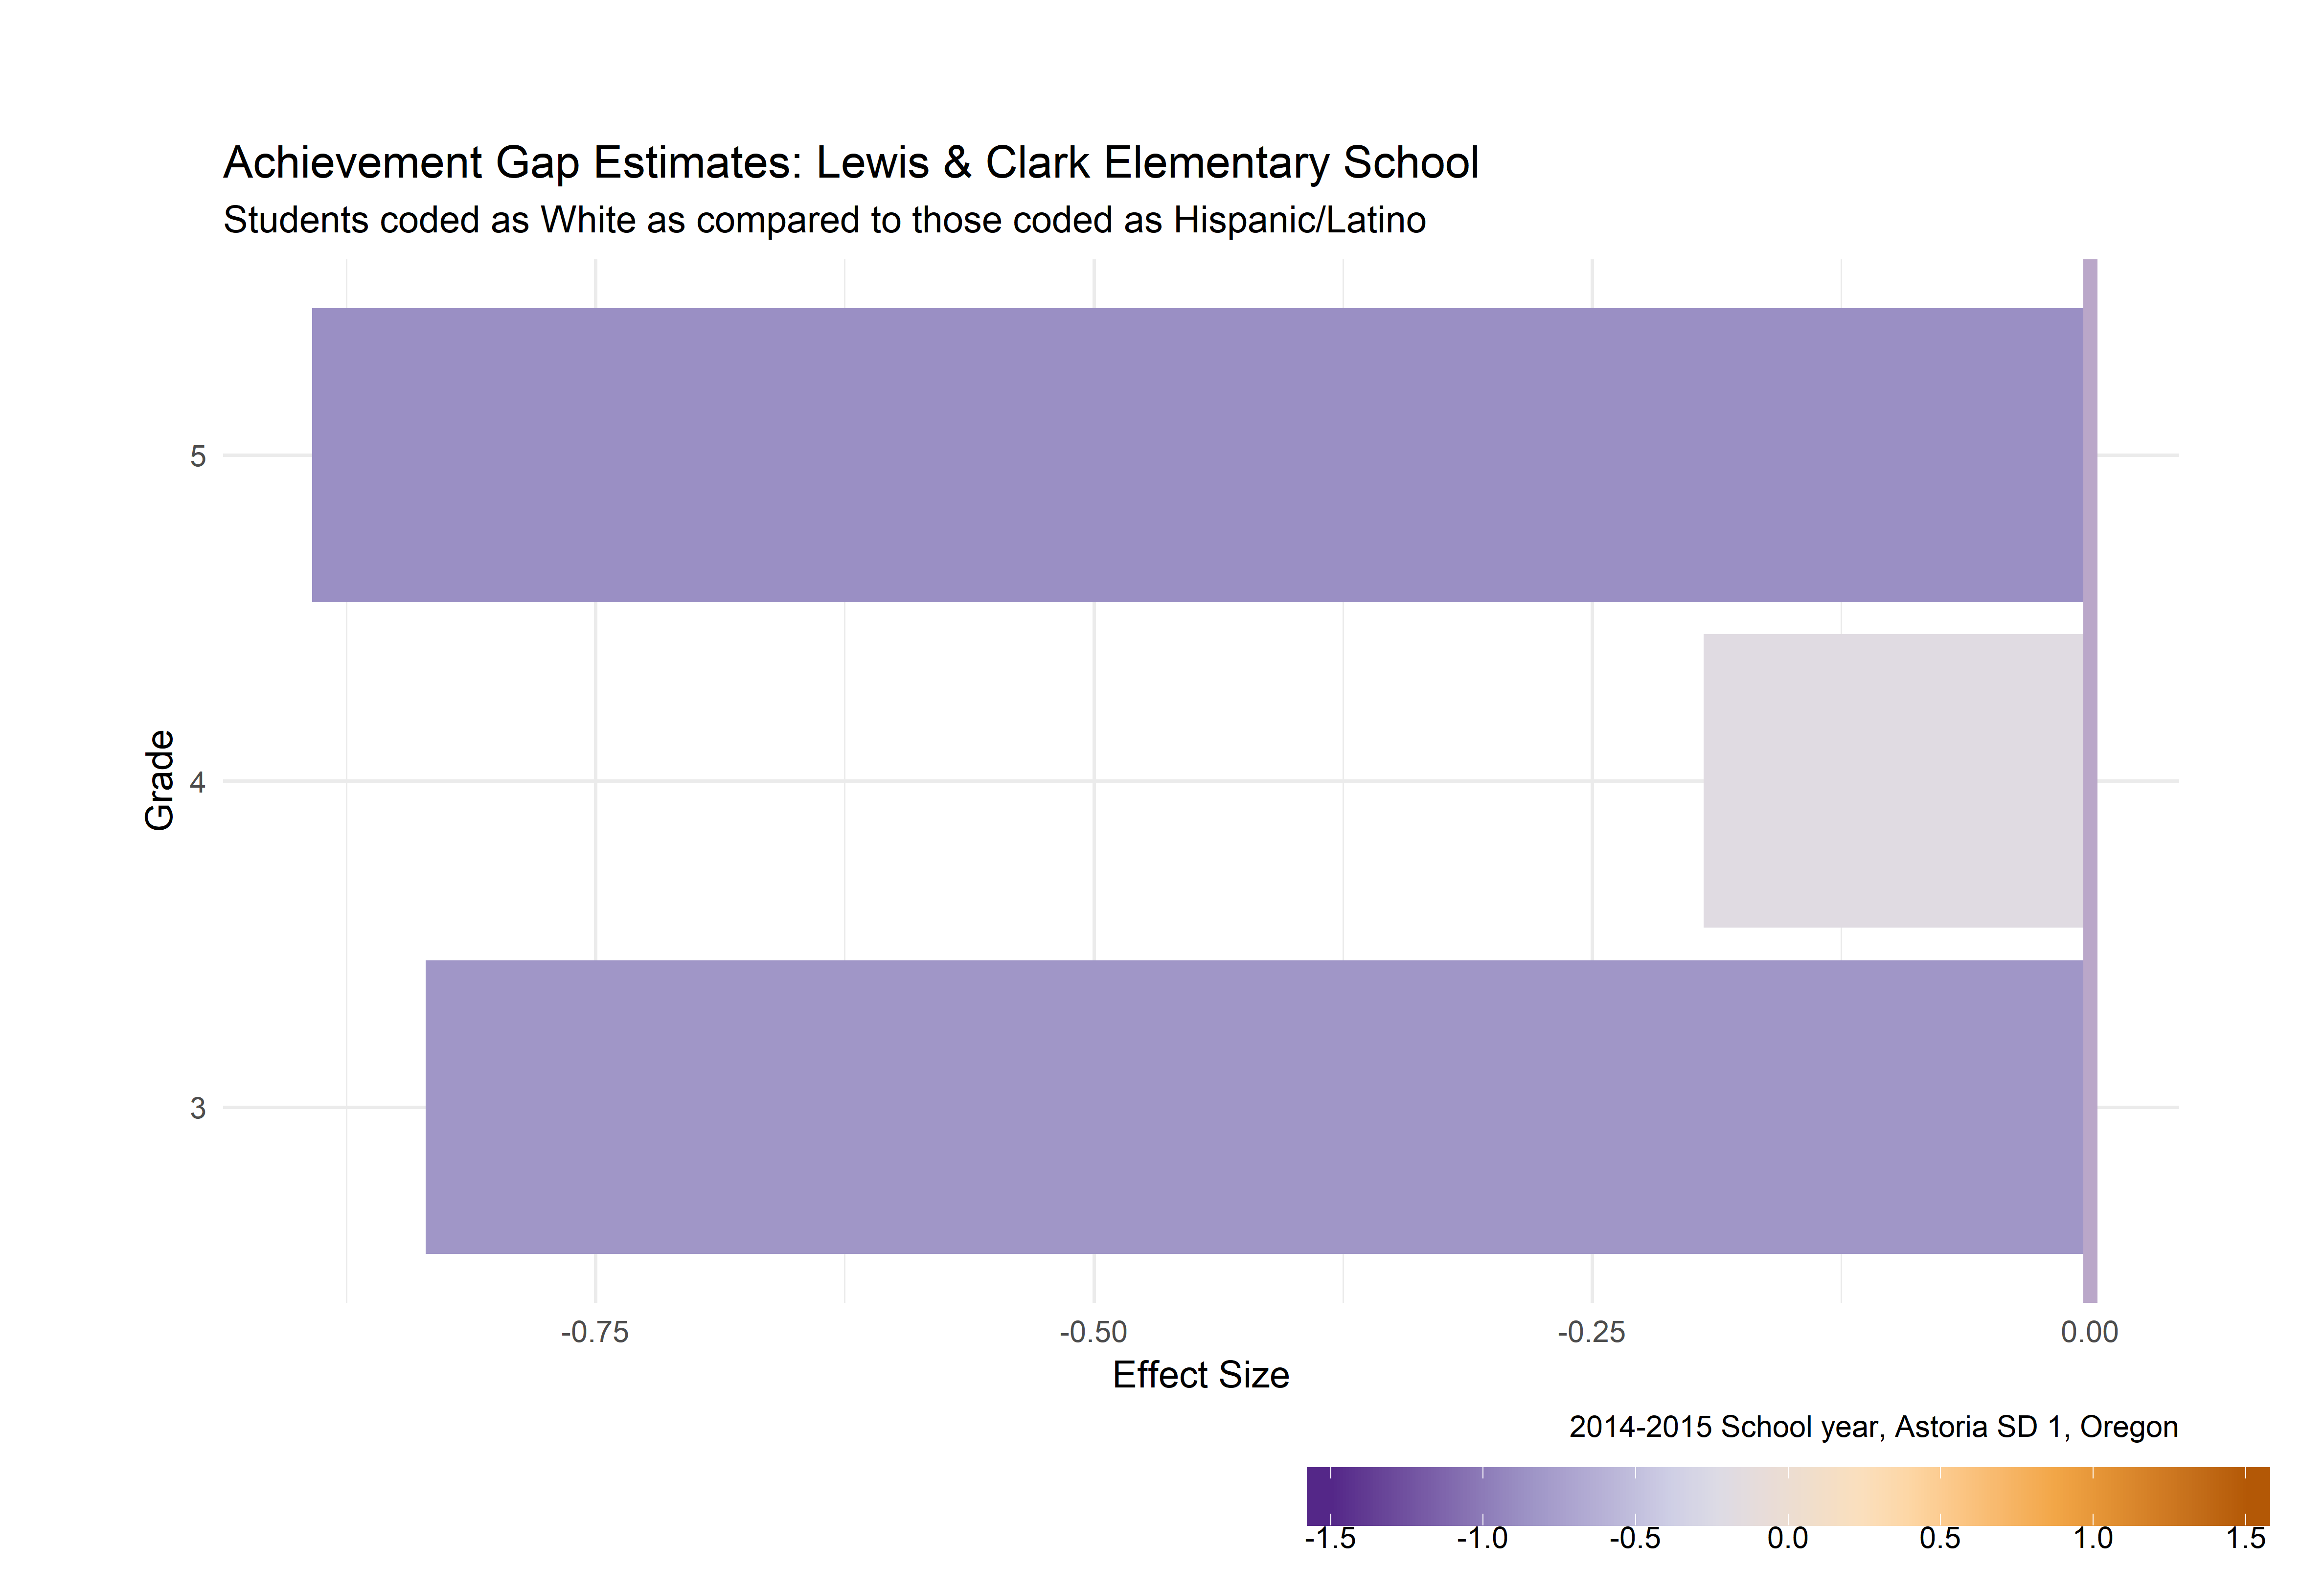 Achievement Gap Estimates: Lewis & Clark Elementary School
Students coded as White as compared to those coded as Hispanic/Latino
5
4
3
Grade
-0.75 -0.50 -0.25 0.00
Effect Size
2014-2015 School year, Astoria SD 1, Oregon
-1.5 -1.0 -0.5 0.0 0.5 1.0 1.5